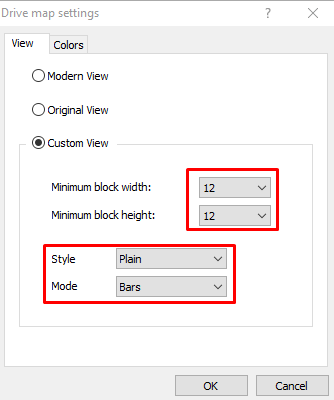 Drive map settings ?
View Colors
Modern View
Original View
Custom View
Minimum block width: 12
Minimum block height: 12
Style Plain
Mode Bars
OK Cancel